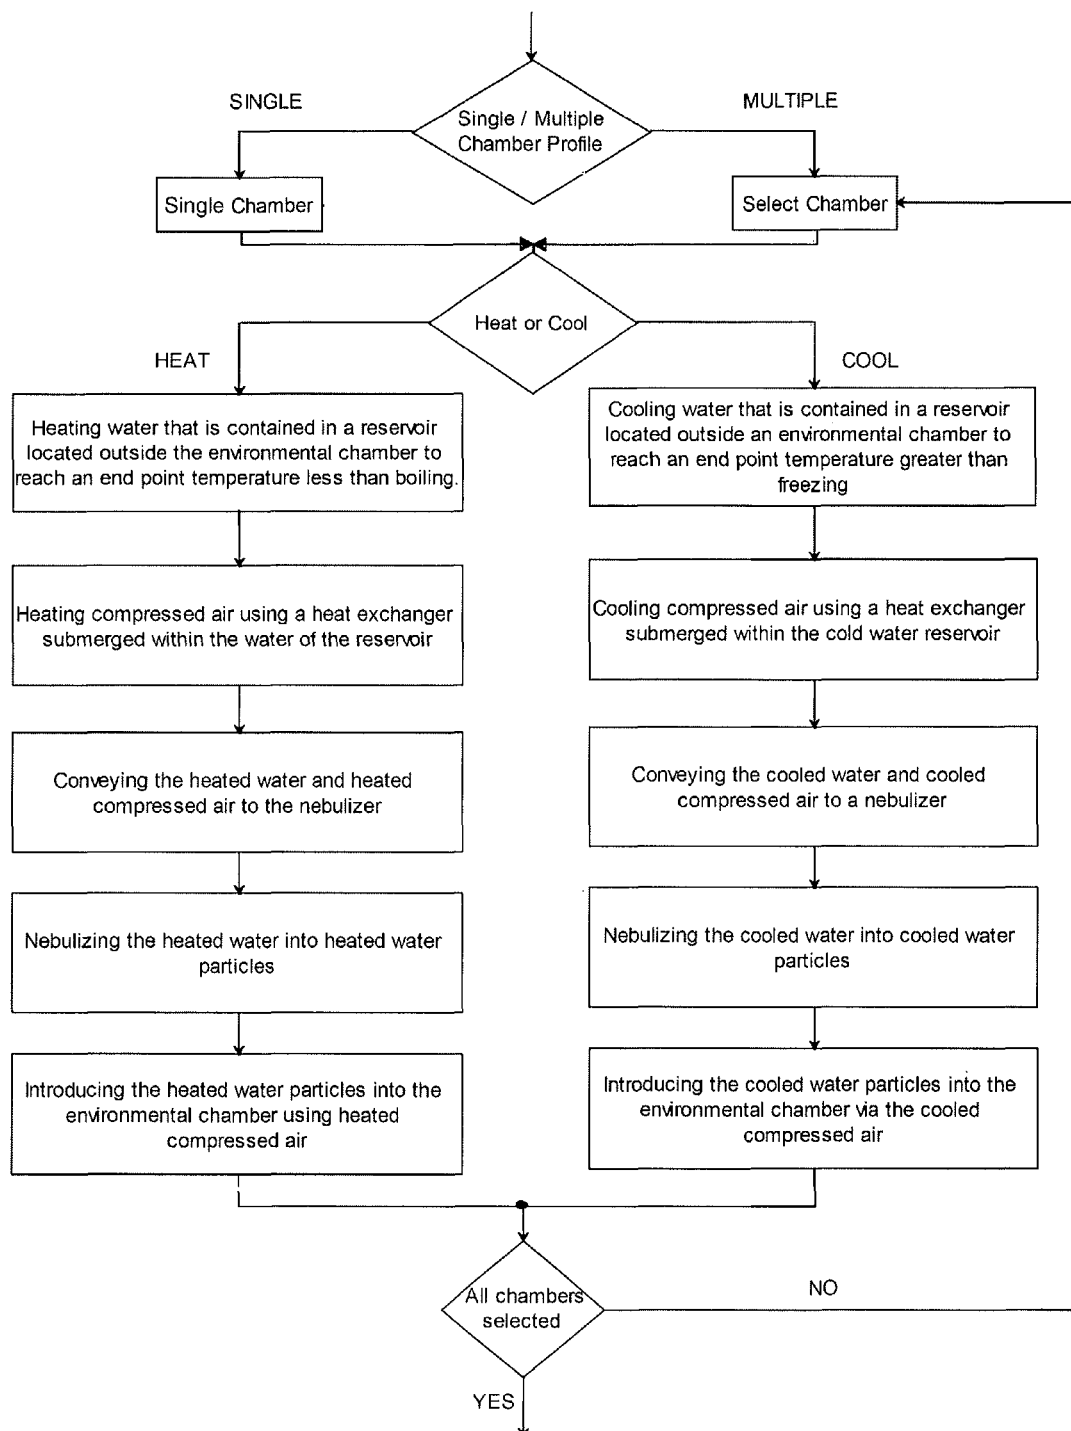 SINGLE
MULTIPLE
Single / Multiple
Chamber Profile
Single Chamber
Select Chamber
Heat or Cool
HEAT
COOL
Heating water that is contained in a reservoir
located outside the environmental chamber to
reach an end point temperature less than boiling.
Heating compressed air using a heat exchanger
submerged within the water of the reservoir
Conveying the heated water and heated
compressed air to the nebulizer
Nebulizing the heated water into heated water
particles
Introducing the heated water particles into the
environmental chamber using heated
compressed air
Cooling water that is contained in a reservoir
located outside an environmental chamber to
reach an end point temperature greater than
freezing
Cooling compressed air using a heat exchanger
submerged within the cold water reservoir
Conveying the cooled water and cooled
compressed air to a nebulizer
Nebulizing the cooled water into cooled water
particles
Introducing the cooled water particles into the
environmental chamber via the cooled
compressed air
All chambers
selected
NO
YES